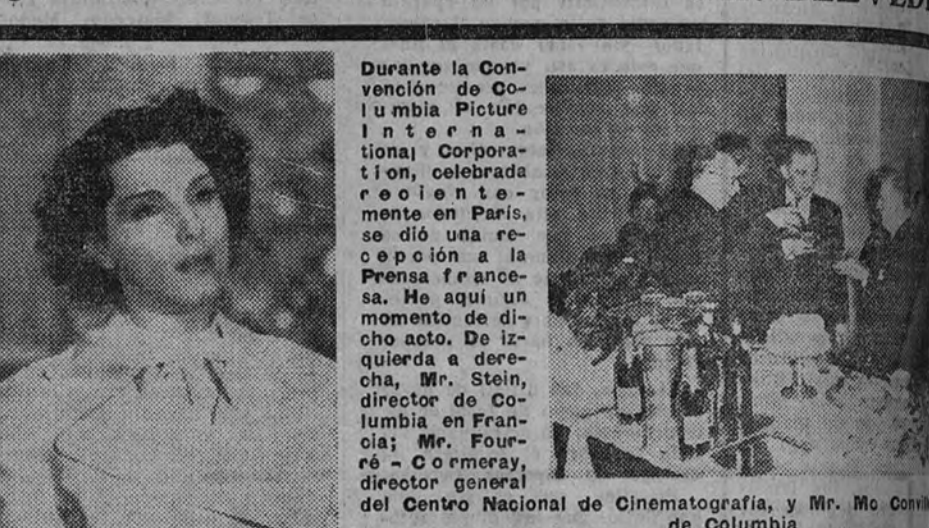 Durante la Con-
vención de Co-
lumbia Picture
Interna-
tional Corpora-
tion, celebrada
reciente-
mente en París,
se dió una re-
cepción a la
Prensa france-
sa. He aquí un
momento de di-
cho acto. De iz-
quierda a dere-
cha, Mr. Stein,
director de Co-
lumbia en Fran-
cia; Mr. Four-
ré - Cormeray,
director general
del Centro Nacional de Cinematografía, y Mr. Mc
de Columbia